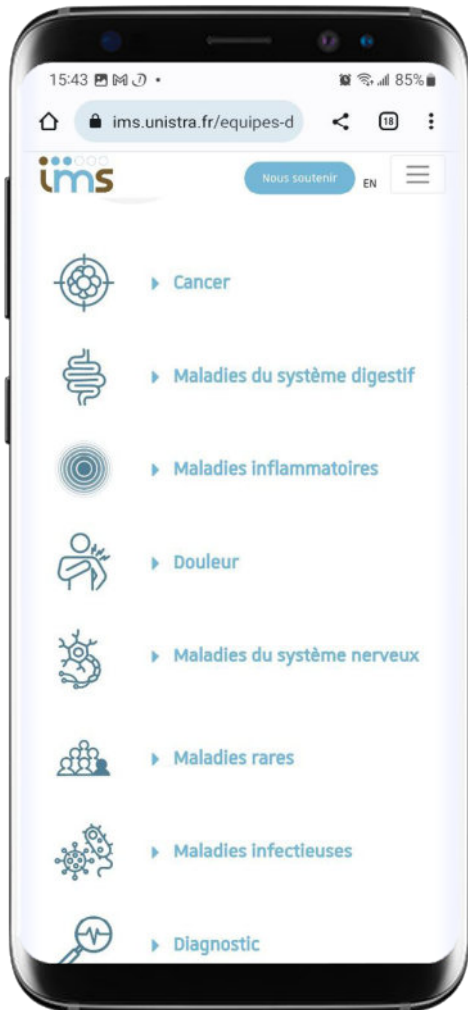 15:43
85%
ims.unistra.fr/equipes-d
18
ims
Nous soutenir
EN
Cancer
Maladies du système digestif
Maladies inflammatoires
Douleur
Maladies du système nerveux
Maladies rares
Maladies infectieuses
Diagnostic